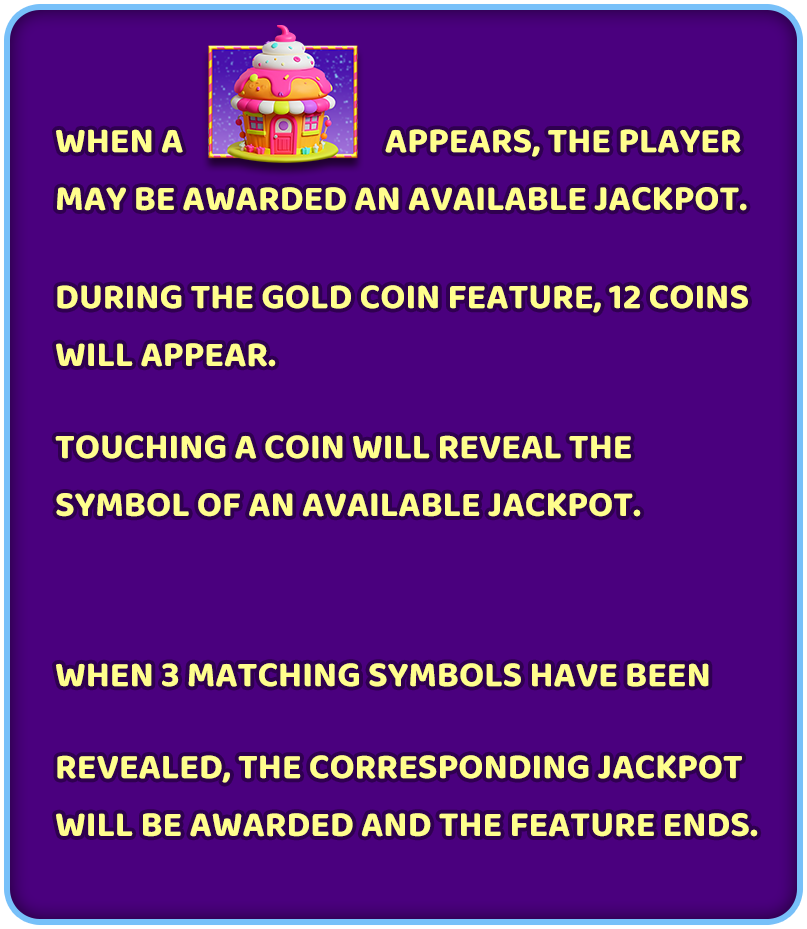 WHEN A APPEARS, THE PLAYER
MAY BE AWARDED AN AVAILABLE JACKPOT.
DURING THE GOLD COIN FEATURE, 12 COINS
WILL APPEAR.
TOUCHING A COIN WILL REVEAL THE
SYMBOL OF AN AVAILABLE JACKPOT.
WHEN 3 MATCHING SYMBOLS HAVE BEEN
REVEALED, THE CORRESPONDING JACKPOT
WILL BE AWARDED AND THE FEATURE ENDS.